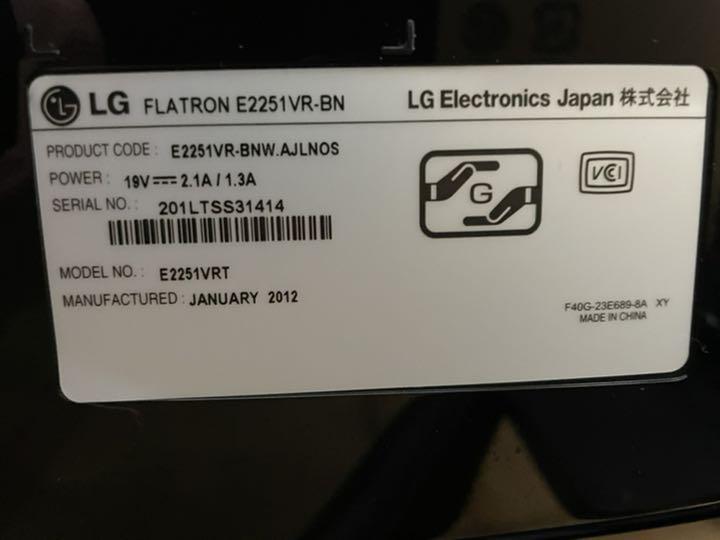 LG FLATRON E2251VR-BN LG Electronics Japan 株式会社
PRODUCT CODE : E2251VR-BNW.AJLNOS
POWER : 19V⎓2.1A / 1.3A
SERIAL NO. : 201LTSS31414
MODEL NO. : E2251VRT
MANUFACTURED : JANUARY 2012
G
VCCI
F40G-23E689-8A XY
MADE IN CHINA